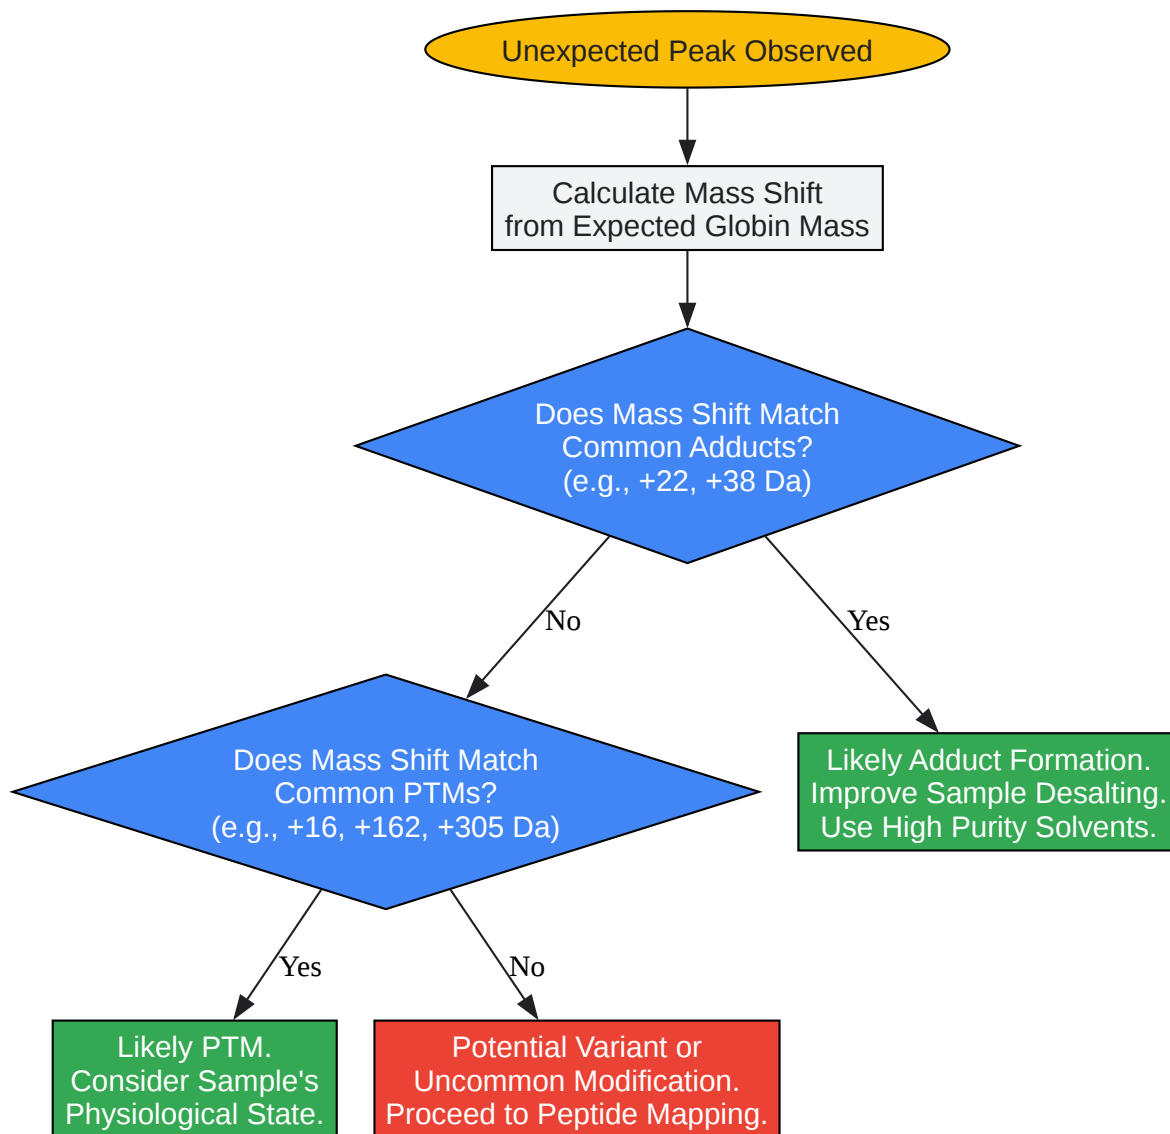 Unexpected Peak Observed
Calculate Mass Shift
from Expected Globin Mass
Does Mass Shift Match
Common Adducts?
(e.g., +22, +38 Da)
No
Yes
Does Mass Shift Match
Common PTMs?
(e.g., +16, +162, +305 Da)
Likely Adduct Formation.
Improve Sample Desalting.
Use High Purity Solvents.
Yes
No
Likely PTM.
Consider Sample's
Physiological State.
Potential Variant or
Uncommon Modification.
Proceed to Peptide Mapping.